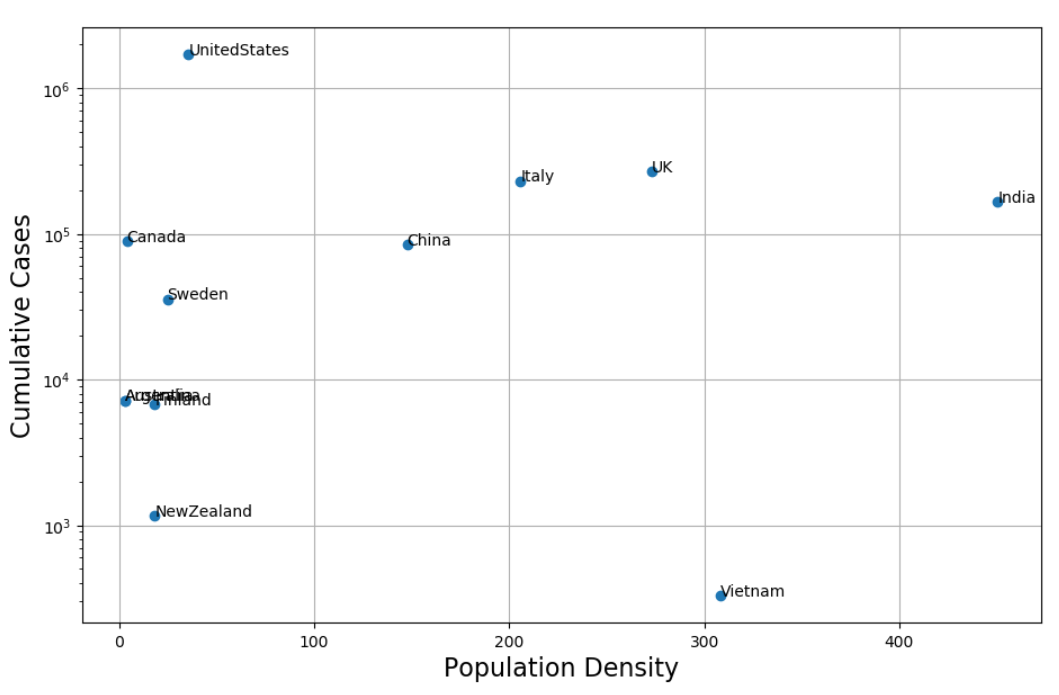 UnitedStates
10^6
UK
Italy
India
Canada
China
10^5
Sweden
10^4
Finland
NewZealand
10^3
Vietnam
0 100 200 300 400
Population Density
Cumulative Cases